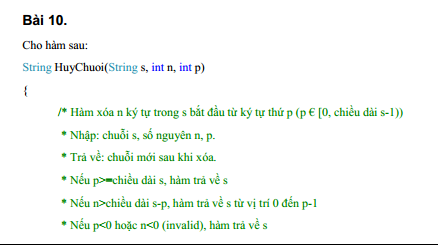 Bài 10.
Cho hàm sau:
String HuyChuoi(String s, int n, int p)
{
/* Hàm xóa n ký tự trong s bắt đầu từ ký tự thứ p (p € [0, chiều dài s-1))
* Nhập: chuỗi s, số nguyên n, p.
* Trả về: chuỗi mới sau khi xóa.
* Nếu p>=chiều dài s, hàm trả về s
* Nếu n>chiều dài s-p, hàm trả về s từ vị trí 0 đến p-1
* Nếu p<0 hoặc n<0 (invalid), hàm trả về s